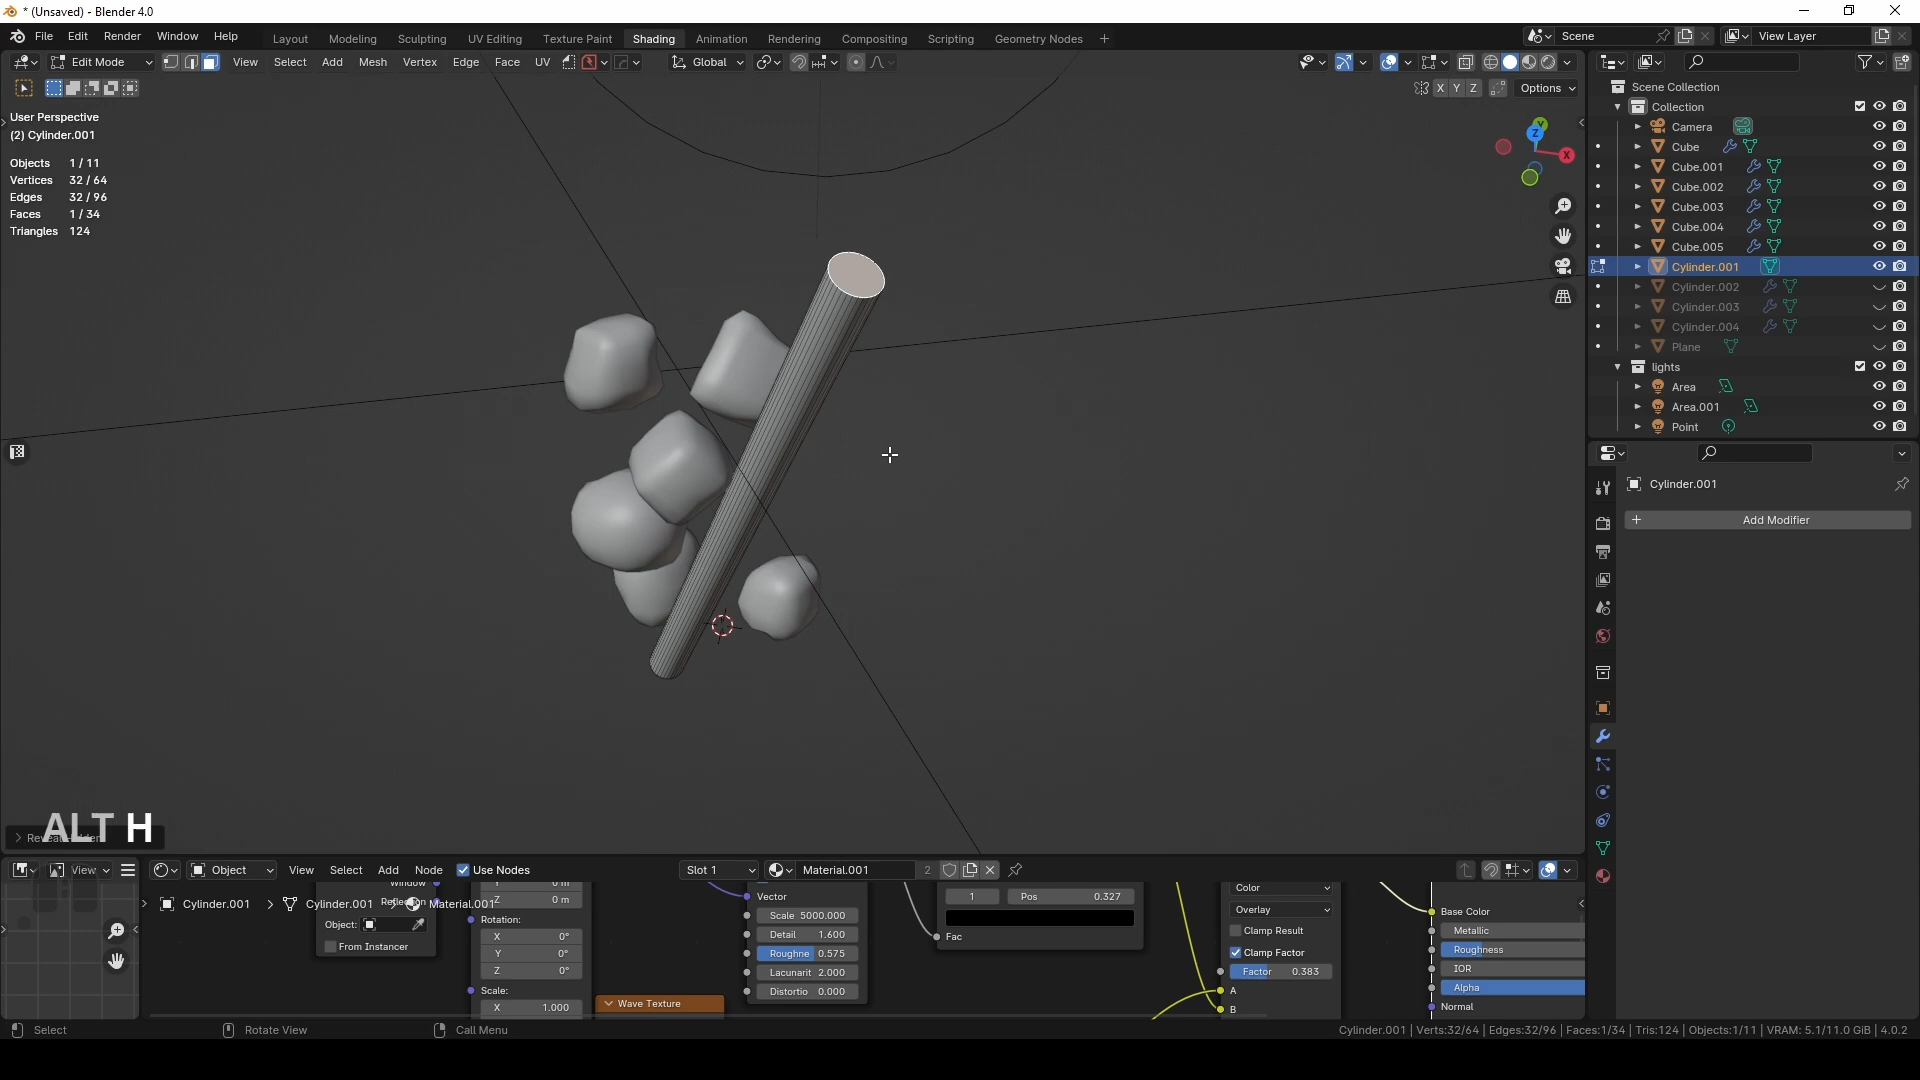 * (Unsaved) - Blender 4.0
File Edit Render Window Help
Layout Modeling Sculpting UV Editing Texture Paint Shading Animation Rendering Compositing Scripting Geometry Nodes +
Scene
View Layer
Edit Mode View Select Add Mesh Vertex Edge Face UV Global
X Y Z Options
User Perspective
(2) Cylinder.001
Objects 1 / 11
Vertices 32 / 64
Edges 32 / 96
Faces 1 / 34
Triangles 124
Y
Z
X
Scene Collection
Collection
Camera
Cube
Cube.001
Cube.002
Cube.003
Cube.004
Cube.005
Cylinder.001
Cylinder.002
Cylinder.003
Cylinder.004
Plane
lights
Area
Area.001
Point
Cylinder.001
+ Add Modifier
ALT H
View
Object View Select Add Node Use Nodes Slot 1 Material.001 2
Cylinder.001 > Cylinder.001 > Material.001
Window
Reflection
Object:
From Instancer
Y 0 m
Z 0 m
Rotation:
X 0°
Y 0°
Z 0°
Scale:
X 1.000
Wave Texture
Vector
Scale 5000.000
Detail 1.600
Roughne 0.575
Lacunarit 2.000
Distortio 0.000
1 Pos 0.327
Fac
Color
Overlay
Clamp Result
Clamp Factor
Factor 0.383
A
B
Base Color
Metallic
Roughness
IOR
Alpha
Normal
Select Rotate View Call Menu
Cylinder.001 | Verts:32/64 | Edges:32/96 | Faces:1/34 | Tris:124 | Objects:1/11 | VRAM: 5.1/11.0 GiB | 4.0.2